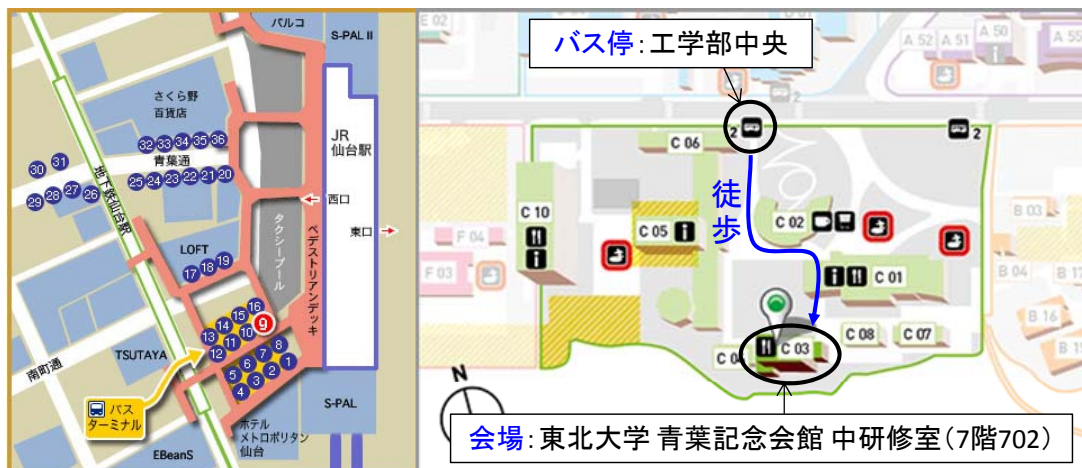 パルコ
S-PAL II
さくら野
百貨店
JR
仙台駅
32 33 34 35 36
青葉通
30 31
25 24 23 22 21 20
29 28 27 26
地下鉄仙台駅
西口
東口
タクシープール
ペデストリアンデッキ
LOFT
17 18 19
16
15
14
13
9
10
11
12
8
7
6
5
1
2
3
4
TSUTAYA
南町通
バス
ターミナル
S-PAL
ホテル
メトロポリタン
仙台
EBeanS
E 02
バス停：工学部中央
A 52
A 51
A 50
A 55
2
2
2
C 06
徒歩
C 10
C 02
B 03
F 04
C 05
F 03
C 01
B 04
B 17
B 16
C 08
C 07
C 03
N
会場：東北大学 青葉記念会館 中研修室（7階702）